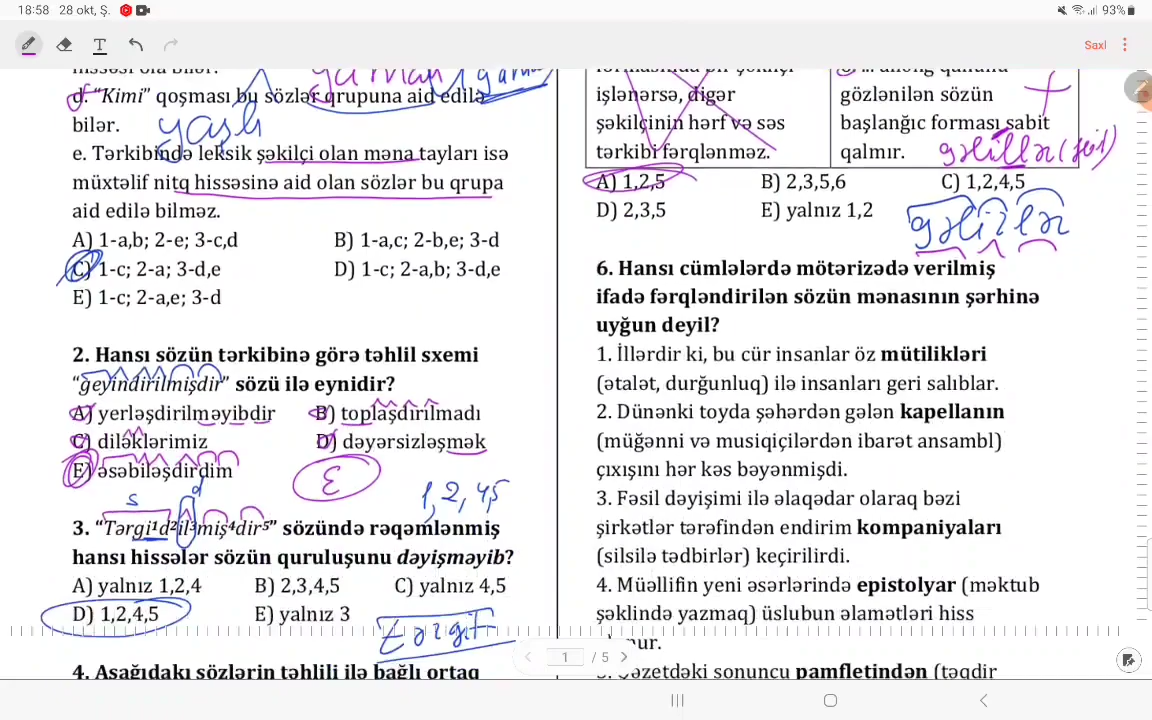 18:58 28 okt, Ş.
93%
T
Saxl
d. "Kimi" qoşması bu sözlər qrupuna aid edilə
bilər.
yaşlı
e. Tərkibində leksik şəkilçi olan məna tayları isə
müxtəlif nitq hissəsinə aid olan sözlər bu qrupa
aid edilə bilməz.
A) 1-a,b; 2-e; 3-c,d B) 1-a,c; 2-b,e; 3-d
C) 1-c; 2-a; 3-d,e D) 1-c; 2-a,b; 3-d,e
E) 1-c; 2-a,e; 3-d
2. Hansı sözün tərkibinə görə təhlil sxemi
"geyindirilmişdir" sözü ilə eynidir?
A) yerləşdirilməyibdir B) toplaşdırılmadı
C) diləklərimiz D) dəyərsizləşmək
E) əsəbiləşdirdim
E
1, 2, 4,5
s d
3. "Tərgi¹d²il³miş⁴dir⁵" sözündə rəqəmlənmiş
hansı hissələr sözün quruluşunu dəyişməyib?
A) yalnız 1,2,4 B) 2,3,4,5 C) yalnız 4,5
D) 1,2,4,5 E) yalnız 3
4. Aşağıdakı sözlərin təhlili ilə bağlı ortaq
işlənərsə, digər
şəkilçinin hərf və səs
tərkibi fərqlənməz.
gözlənilən sözün
başlanğıc forması sabit
qalmır.
A) 1,2,5 B) 2,3,5,6 C) 1,2,4,5
D) 2,3,5 E) yalnız 1,2
6. Hansı cümlələrdə mötərizədə verilmiş
ifadə fərqləndirilən sözün mənasının şərhinə
uyğun deyil?
1. İllərdir ki, bu cür insanlar öz mütilikləri
(ətalət, durğunluq) ilə insanları geri salıblar.
2. Dünənki toyda şəhərdən gələn kapellanın
(müğənni və musiqiçilərdən ibarət ansambl)
çıxışını hər kəs bəyənmişdi.
3. Fəsil dəyişimi ilə əlaqədar olaraq bəzi
şirkətlər tərəfindən endirim kompaniyaları
(silsilə tədbirlər) keçirilirdi.
4. Müəllifin yeni əsərlərində epistolyar (məktub
şəklində yazmaq) üslubun əlamətləri hiss
pamfletindən (təqdir
1 / 5